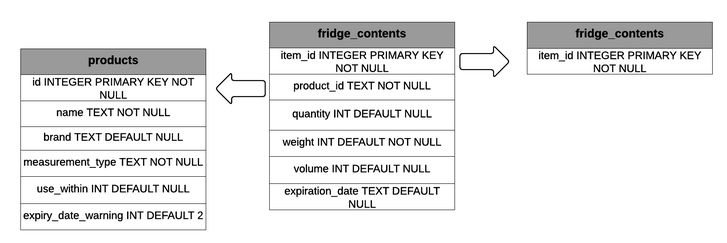 products
id INTEGER PRIMARY KEY NOT
NULL
name TEXT NOT NULL
brand TEXT DEFAULT NULL
measurement_type TEXT NOT NULL
use_within INT DEFAULT NULL
expiry_date_warning INT DEFAULT 2
fridge_contents
item_id INTEGER PRIMARY KEY
NOT NULL
product_id TEXT NOT NULL
quantity INT DEFAULT NULL
weight INT DEFAULT NOT NULL
volume INT DEFAULT NULL
expiration_date TEXT DEFAULT
NULL
fridge_contents
item_id INTEGER PRIMARY KEY
NOT NULL